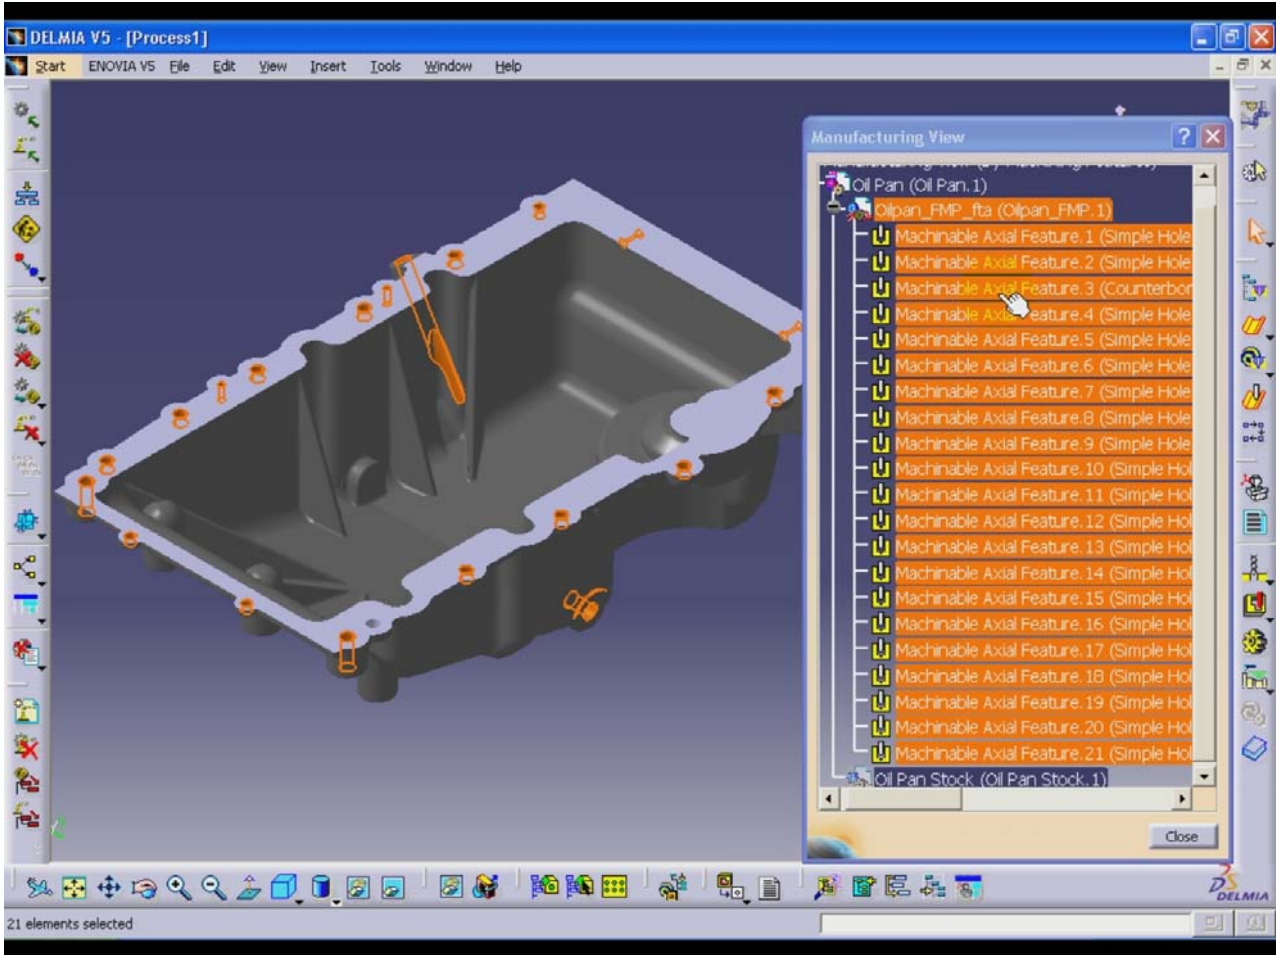 DELMIA V5 - [Process1]
Start ENOVIA V5 File Edit View Insert Tools Window Help
Manufacturing View
Oil Pan (Oil Pan.1)
Oilpan_FMP_fta (Oilpan_FMP.1)
Machinable Axial Feature.1 (Simple Hole
Machinable Axial Feature.2 (Simple Hole
Machinable Axial Feature.3 (Counterbor
Machinable Axial Feature.4 (Simple Hole
Machinable Axial Feature.5 (Simple Hole
Machinable Axial Feature.6 (Simple Hole
Machinable Axial Feature.7 (Simple Hole
Machinable Axial Feature.8 (Simple Hole
Machinable Axial Feature.9 (Simple Hole
Machinable Axial Feature.10 (Simple Hol
Machinable Axial Feature.11 (Simple Hol
Machinable Axial Feature.12 (Simple Hol
Machinable Axial Feature.13 (Simple Hol
Machinable Axial Feature.14 (Simple Hol
Machinable Axial Feature.15 (Simple Hol
Machinable Axial Feature.16 (Simple Hol
Machinable Axial Feature.17 (Simple Hol
Machinable Axial Feature.18 (Simple Hol
Machinable Axial Feature.19 (Simple Hol
Machinable Axial Feature.20 (Simple Hol
Machinable Axial Feature.21 (Simple Hol
Oil Pan Stock (Oil Pan Stock.1)
Close
DELMIA
21 elements selected